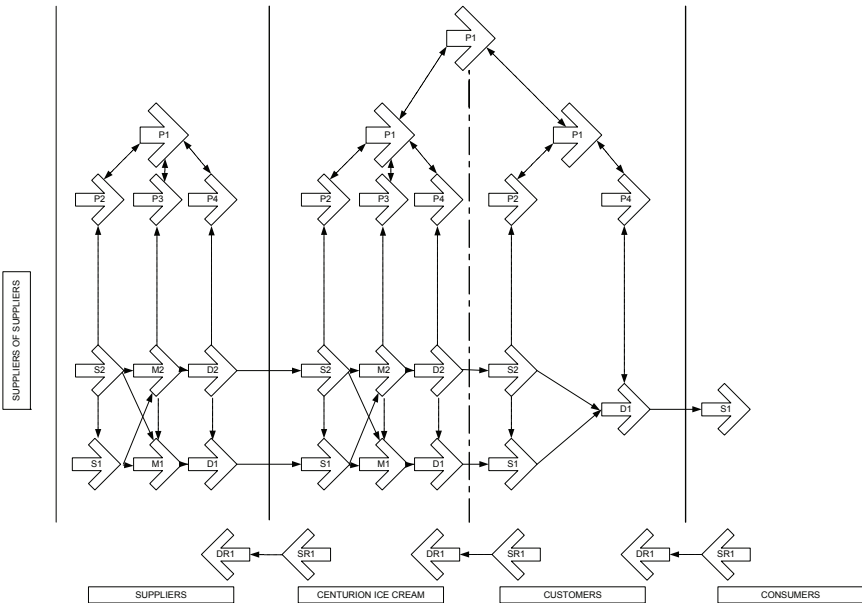 P1
P1
P1
P1
P2
P3
P4
P2
P3
P4
P2
P4
SUPPLIERS OF SUPPLIERS
S2
M2
D2
S2
M2
D2
S2
D1
S1
S1
M1
D1
S1
M1
D1
S1
DR1
SR1
DR1
SR1
DR1
SR1
SUPPLIERS
CENTURION ICE CREAM
CUSTOMERS
CONSUMERS